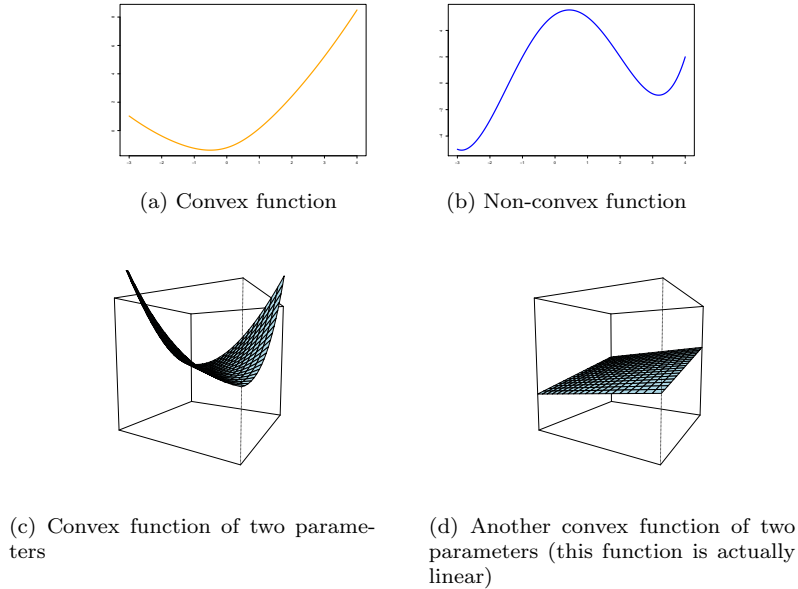 (a) Convex function
(b) Non-convex function
(c) Convex function of two parame-
ters
(d) Another convex function of two
parameters (this function is actually
linear)